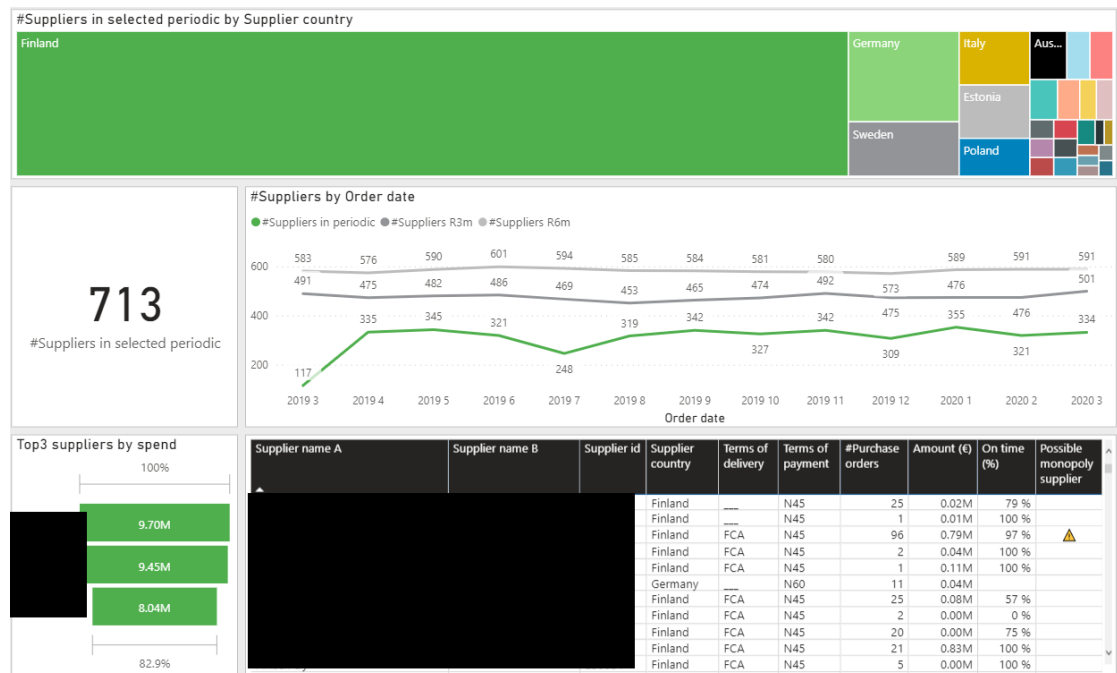 #Suppliers in selected periodic by Supplier country
Finland
Germany
Italy
Aus...
Estonia
Sweden
Poland
713
#Suppliers in selected periodic
#Suppliers by Order date
#Suppliers in periodic #Suppliers R3m #Suppliers R6m
583 576 590 601 594 585 584 581 580 589 591 591
600
491 475 482 486 469 453 465 474 492 573 476 501
400
335 345 321 319 342 342 475 355 476 334
327 309 321
200
117 248
2019 3 2019 4 2019 5 2019 6 2019 7 2019 8 2019 9 2019 10 2019 11 2019 12 2020 1 2020 2 2020 3
Order date
Top3 suppliers by spend
100%
9.70M
9.45M
8.04M
82.9%
Supplier name A Supplier name B Supplier id Supplier country Terms of delivery Terms of payment #Purchase orders Amount (€) On time (%) Possible monopoly supplier
Finland ___ N45 25 0.02M 79 %
Finland ___ N45 1 0.01M 100 %
Finland FCA N45 96 0.79M 97 %
Finland FCA N45 2 0.04M 100 %
Finland FCA N45 1 0.11M 100 %
Germany ___ N60 11 0.04M
Finland FCA N45 25 0.08M 57 %
Finland FCA N45 2 0.00M 0 %
Finland FCA N45 20 0.00M 75 %
Finland FCA N45 21 0.83M 100 %
Finland FCA N45 5 0.00M 100 %